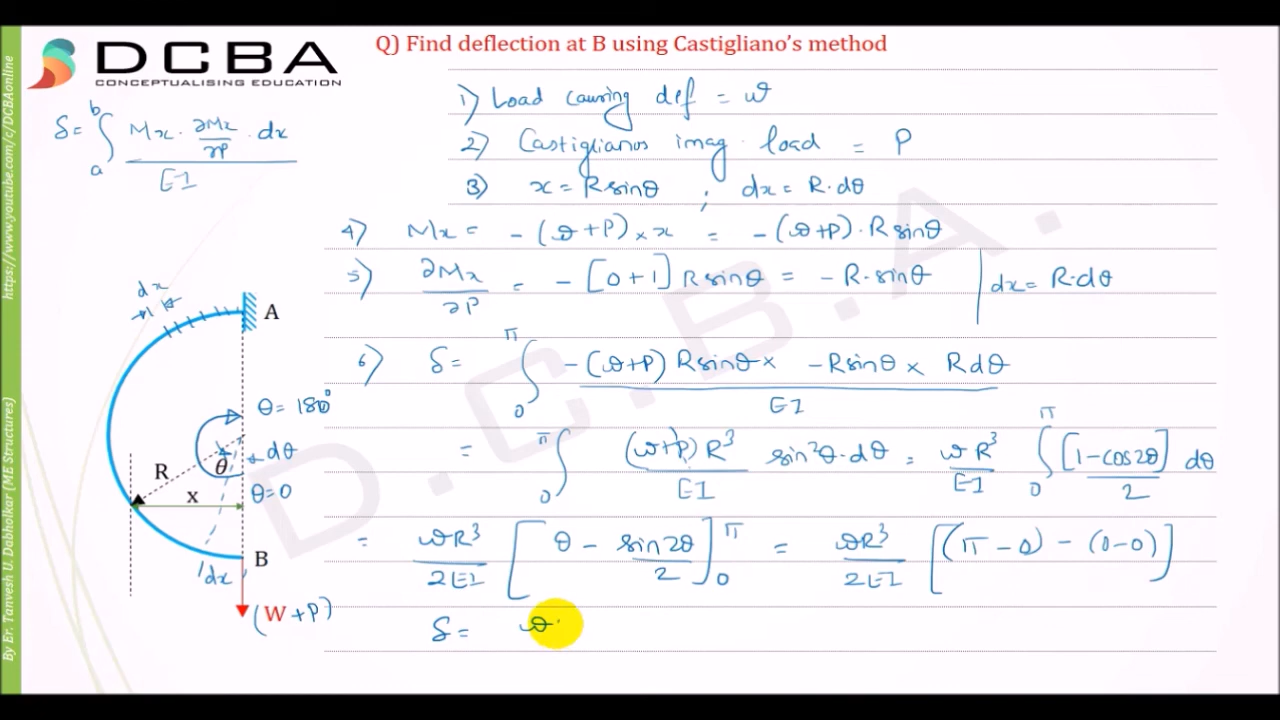 DCBA
CONCEPTUALISING EDUCATION
Q) Find deflection at B using Castigliano's method
1) Load causing def = w
2) Castiglianos imag. load = P
3) x = R sinθ ; dx = R·dθ
δ = ∫ₐᵇ (Mx · ∂Mx/∂P · dx) / EI
4) Mx = -(w+P) × x = -(w+P)·R sinθ
5) ∂Mx/∂P = -[0+1] R sinθ = -R·sinθ | dx = R·dθ
6) δ = ∫₀^π (-(w+P) R sinθ × -R sinθ × R dθ) / EI
= ∫₀^π ((w+P) R³ / EI) sin²θ·dθ = (wR³/EI) ∫₀^π ([1-cos2θ]/2) dθ
= (wR³/2EI) [θ - sin2θ/2]₀^π = (wR³/2EI) [(π-0) - (0-0)]
δ = w
dx
A
θ = 180°
dθ
θ
R
x
θ=0
B
dx
(W+P)
https://www.youtube.com/c/DCBAonline
By Er. Tanvesh U. Dabholkar (ME Structures)
D.C.B.A.